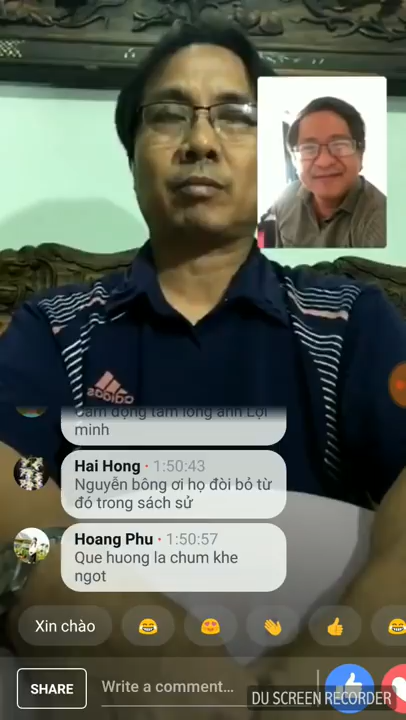 adidas
Cảm động tấm lòng anh Lợi
minh
Hai Hong · 1:50:43
Nguyễn bông ơi họ đòi bỏ từ
đó trong sách sử
Hoang Phu · 1:50:57
Que huong la chum khe
ngot
Xin chào
SHARE
Write a comment...
DU SCREEN RECORDER